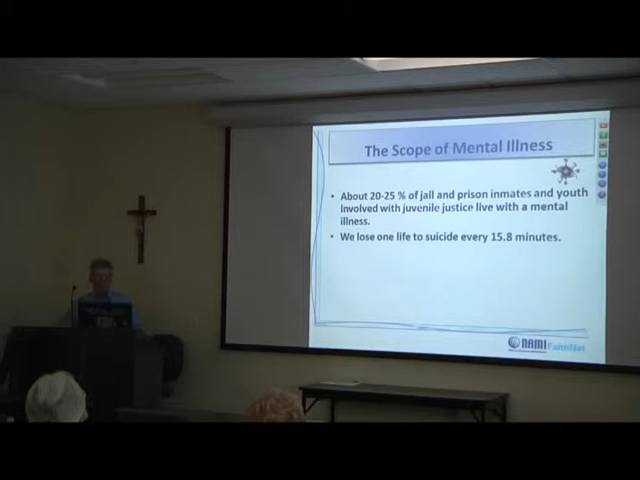 The Scope of Mental Illness
• About 20-25 % of jail and prison inmates and youth
Involved with juvenile justice live with a mental
illness.
• We lose one life to suicide every 15.8 minutes.
NAMI FaithNet